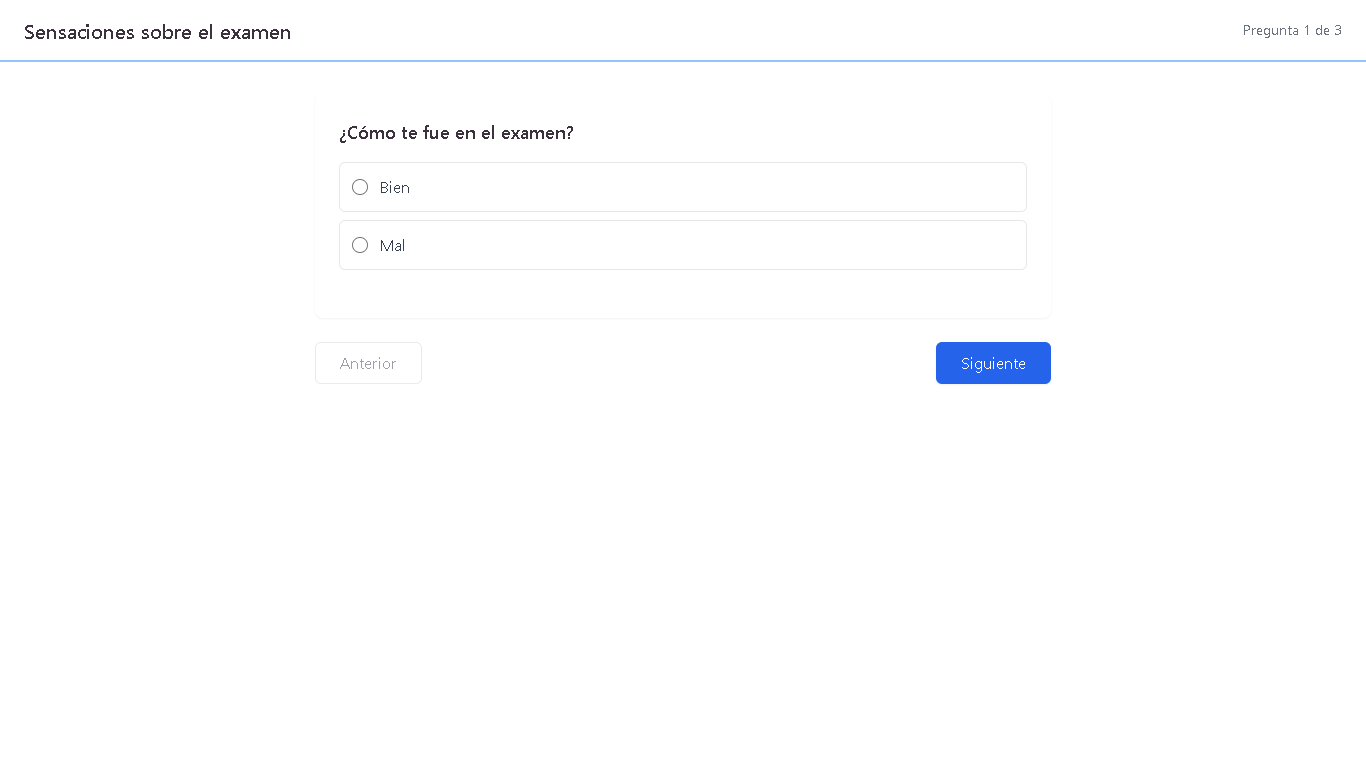 Sensaciones sobre el examen
Pregunta 1 de 3
¿Cómo te fue en el examen?
Bien
Mal
Anterior
Siguiente